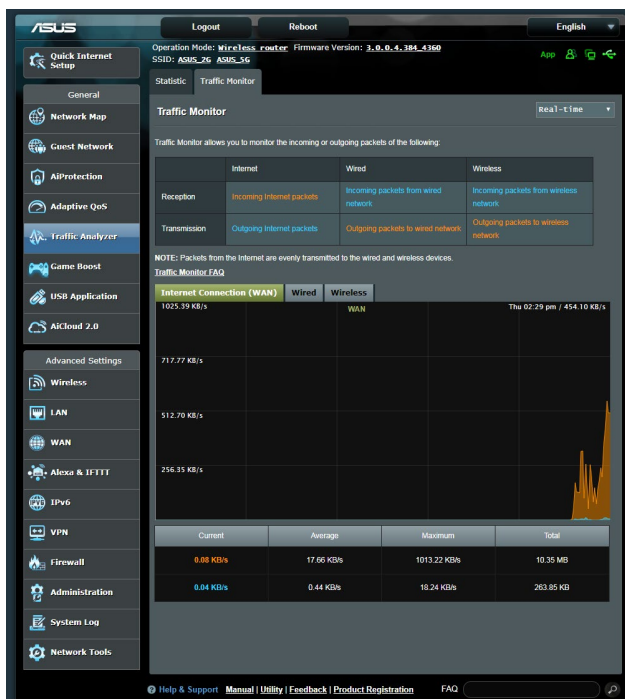 ASUS
Logout
Reboot
English
Quick Internet
Setup
Operation Mode: Wireless router Firmware Version: 3.0.0.4.384_4360
SSID: ASUS_2G ASUS_5G
App
General
Network Map
Guest Network
AiProtection
Adaptive QoS
Traffic Analyzer
Game Boost
USB Application
AiCloud 2.0
Advanced Settings
Wireless
LAN
WAN
Alexa & IFTTT
IPv6
VPN
Firewall
Administration
System Log
Network Tools
Statistic
Traffic Monitor
Traffic Monitor
Real-time
Traffic Monitor allows you to monitor the incoming or outgoing packets of the following:
Internet Wired Wireless
Reception
Incoming Internet packets
Incoming packets from wired
network
Incoming packets from wireless
network
Transmission
Outgoing Internet packets
Outgoing packets to wired network
Outgoing packets to wireless
network
NOTE: Packets from the Internet are evenly transmitted to the wired and wireless devices.
Traffic Monitor FAQ
Internet Connection (WAN)
Wired
Wireless
1025.39 KB/s
WAN
Thu 02:29 pm / 454.10 KB/s
717.77 KB/s
512.70 KB/s
256.35 KB/s
Current Average Maximum Total
0.08 KB/s 17.66 KB/s 1013.22 KB/s 10.35 MB
0.04 KB/s 0.44 KB/s 18.24 KB/s 263.85 KB
Help & Support Manual | Utility | Feedback | Product Registration FAQ